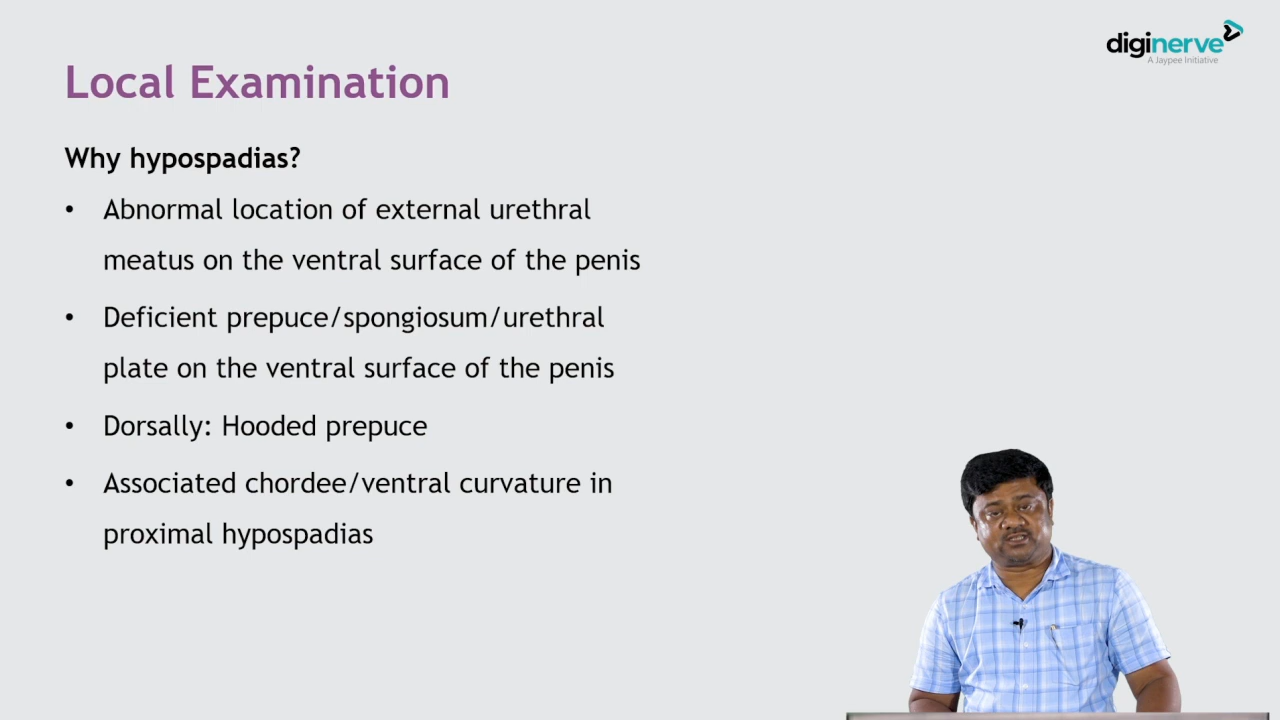 diginerve
A Jaypee Initiative
Local Examination
Why hypospadias?
• Abnormal location of external urethral
meatus on the ventral surface of the penis
• Deficient prepuce/spongiosum/urethral
plate on the ventral surface of the penis
• Dorsally: Hooded prepuce
• Associated chordee/ventral curvature in
proximal hypospadias